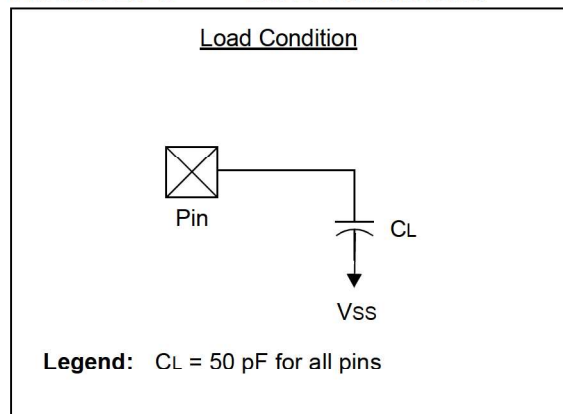 Load Condition
Pin
CL
VSS
Legend: CL = 50 pF for all pins